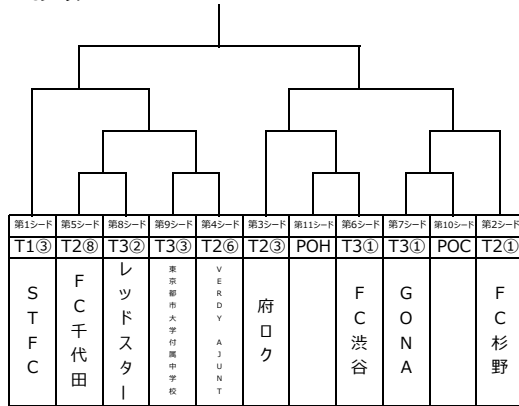 第1シード 第5シード 第8シード 第9シード 第4シード 第3シード 第11シード 第6シード 第7シード 第10シード 第2シード
T1③ T2⑧ T3② T3③ T2⑥ T2③ POH T3① T3① POC T2①
STFC
FC千代田
レッドスター
東京都市大学付属中学校
VERDY AJUNT
府ロク
FC渋谷
GONA
FC杉野